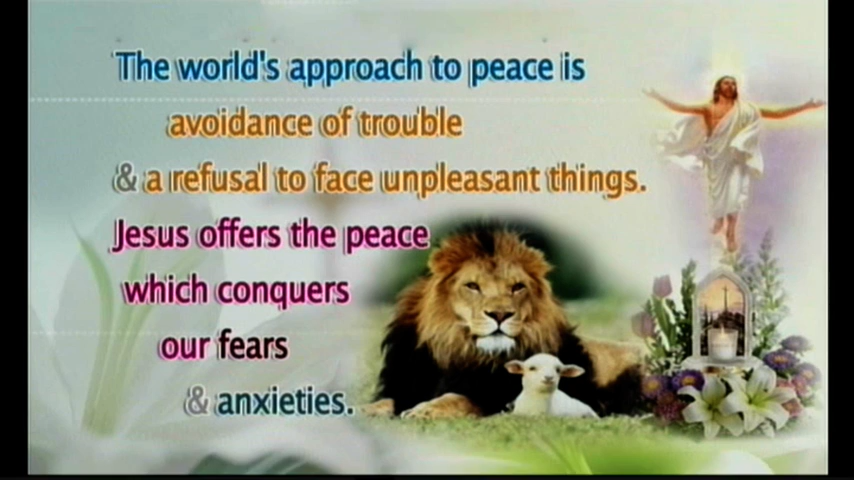 The world's approach to peace is
avoidance of trouble
& a refusal to face unpleasant things.
Jesus offers the peace
which conquers
our fears
& anxieties.